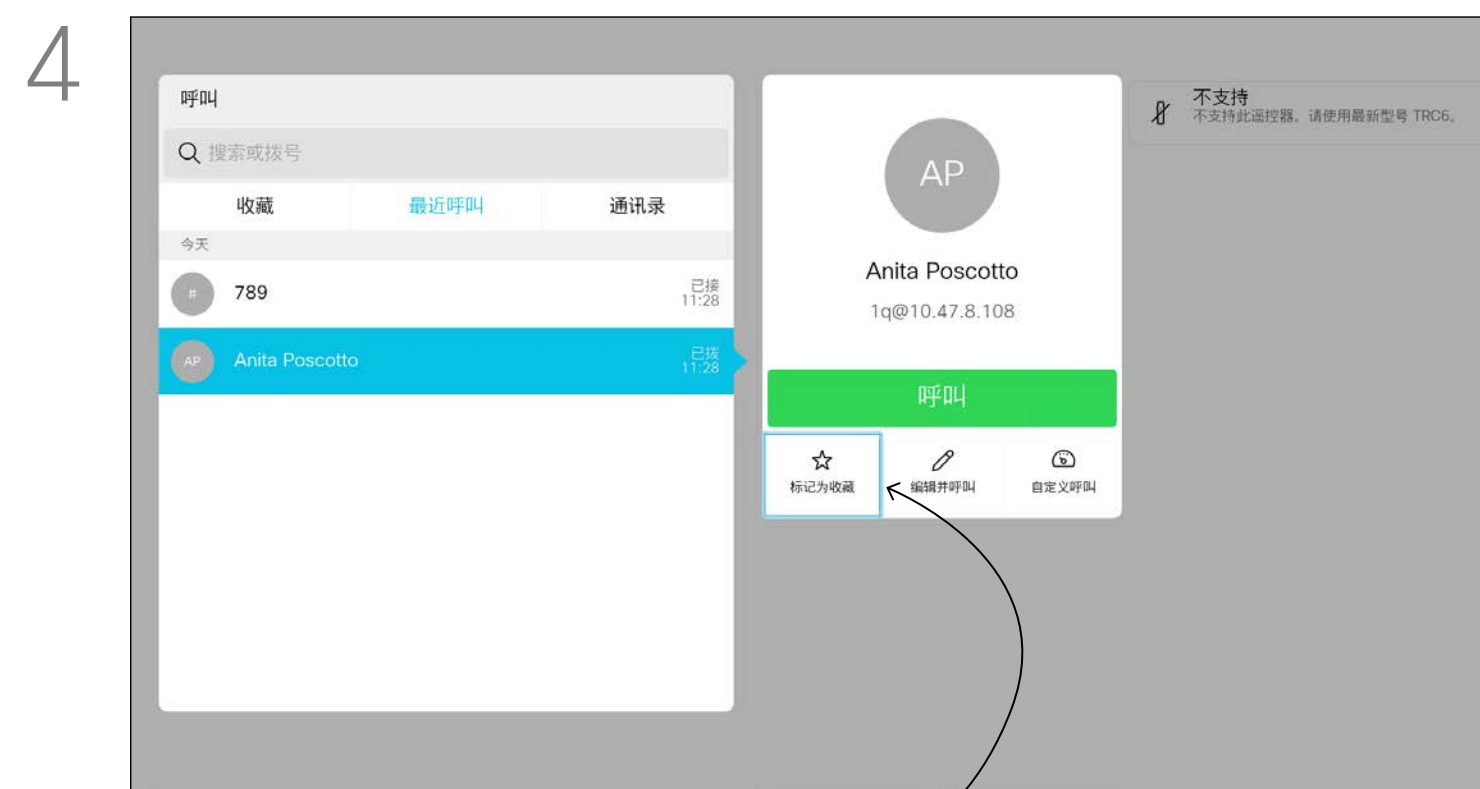 4
呼叫
搜索或拨号
收藏 最近呼叫 通讯录
今天
# 789 已接
11:28
AP Anita Poscotto 已拨
11:28
AP
Anita Poscotto
1q@10.47.8.108
呼叫
标记为收藏 编辑并呼叫 自定义呼叫
不支持
不支持此遥控器。请使用最新型号 TRC6。